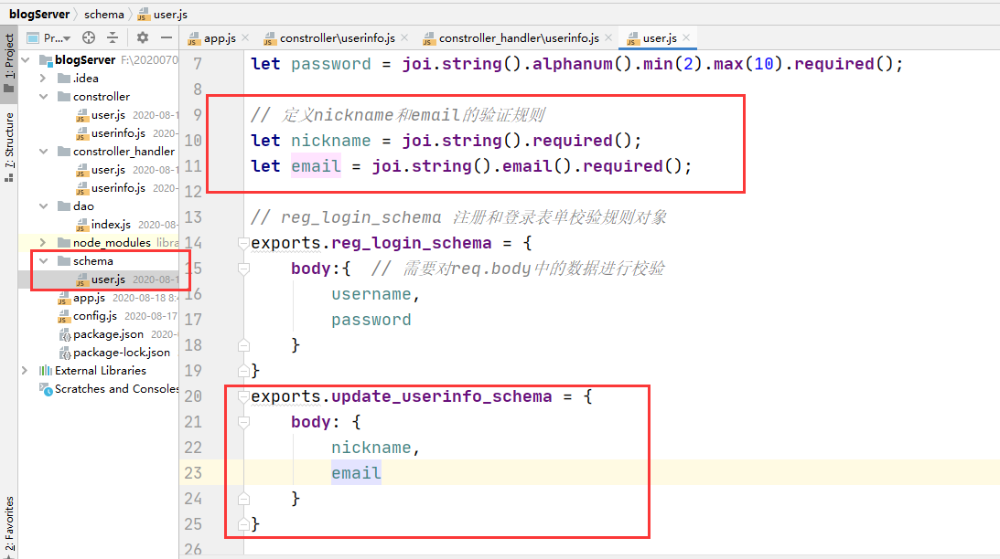 blogServer schema user.js
1: Project
7: Structure
2: Favorites
Pr...
app.js constroller\userinfo.js constroller_handler\userinfo.js user.js
blogServer F:\2020070
.idea
constroller
user.js 2020-08-1
userinfo.js 2020-
constroller_handler
user.js 2020-08-1
userinfo.js 2020-
dao
index.js 2020-08-
node_modules libra
schema
user.js 2020-08-1
app.js 2020-08-18 8:4
config.js 2020-08-17
package.json 2020-
package-lock.json
External Libraries
Scratches and Consoles
7 let password = joi.string().alphanum().min(2).max(10).required();
8
9 // 定义nickname和email的验证规则
10 let nickname = joi.string().required();
11 let email = joi.string().email().required();
12
13 // reg_login_schema 注册和登录表单校验规则对象
14 exports.reg_login_schema = {
15 body:{ // 需要对req.body中的数据进行校验
16 username,
17 password
18 }
19 }
20 exports.update_userinfo_schema = {
21 body: {
22 nickname,
23 email
24 }
25 }
26